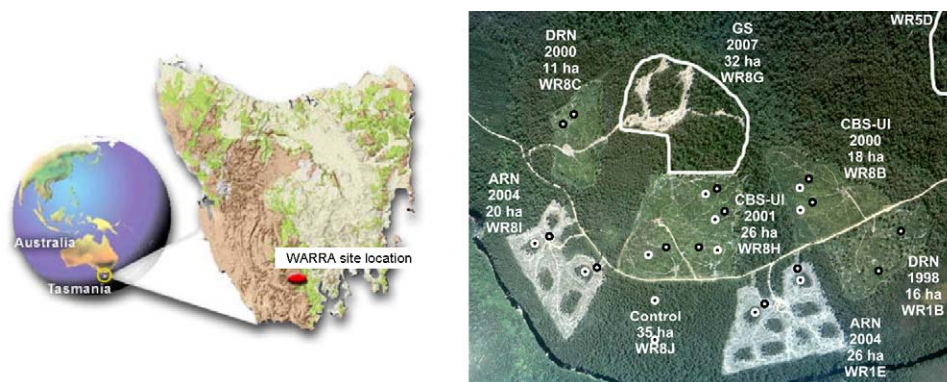 Australia
Tasmania
WARRA site location
DRN
2000
11 ha
WR8C
GS
2007
32 ha
WR8G
WR5D
CBS-UI
2000
18 ha
WR8B
ARN
2004
20 ha
WR8I
CBS-UI
2001
26 ha
WR8H
DRN
1998
16 ha
WR1B
Control
35 ha
WR8J
ARN
2004
26 ha
WR1E